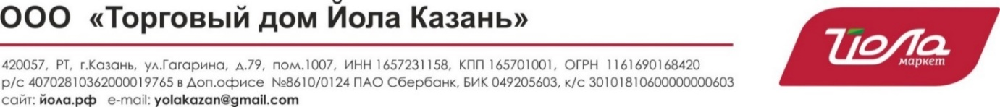 ООО «Торговый дом Йола Казань»
420057, РТ, г.Казань, ул.Гагарина, д.79, пом.1007, ИНН 1657231158, КПП 165701001, ОГРН 1161690168420
р/с 40702810362000019765 в Доп.офисе №8610/0124 ПАО Сбербанк, БИК 049205603, к/с 30101810600000000603
сайт: йола.рф e-mail: yolakazan@gmail.com
Йола
маркет